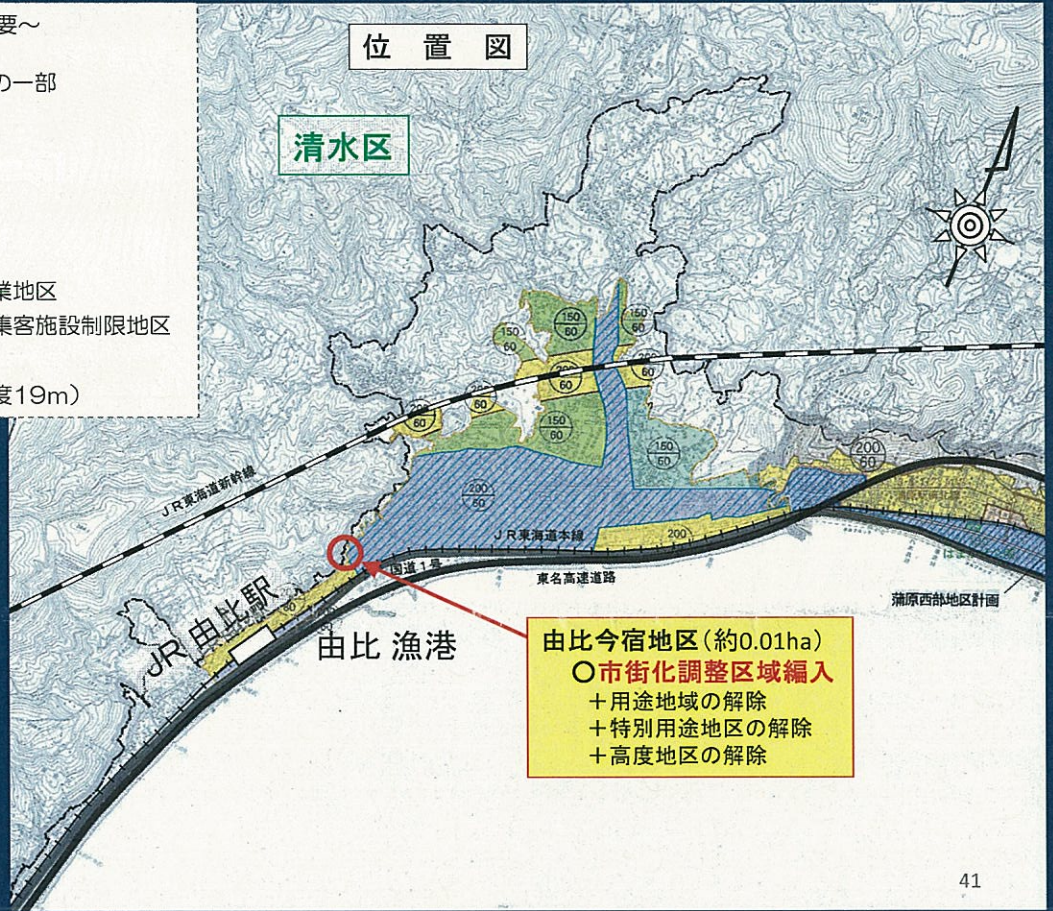 要～
の一部
業地区
集客施設制限地区
度19m）
位 置 図
清水区
150
60
150
60
150
60
200
60
200
60
200
60
60
60
150
60
150
60
200
60
200
60
200
80
JR東海道新幹線
JR東海道本線
国道1号
東名高速道路
JR 由比駅
由比 漁港
蒲原西部地区計画
由比今宿地区(約0.01ha)
〇市街化調整区域編入
＋用途地域の解除
＋特別用途地区の解除
＋高度地区の解除
41